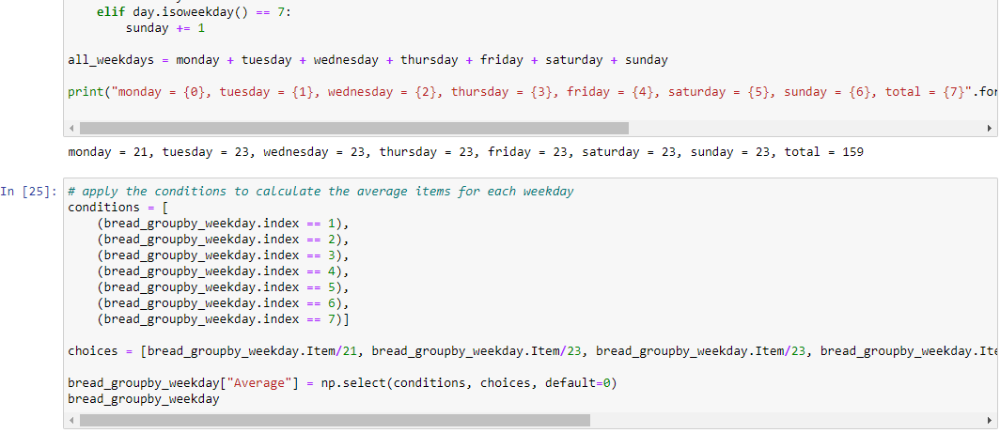 elif day.isoweekday() == 7:
sunday += 1
all_weekdays = monday + tuesday + wednesday + thursday + friday + saturday + sunday
print("monday = {0}, tuesday = {1}, wednesday = {2}, thursday = {3}, friday = {4}, saturday = {5}, sunday = {6}, total = {7}".for
monday = 21, tuesday = 23, wednesday = 23, thursday = 23, friday = 23, saturday = 23, sunday = 23, total = 159
In [25]: # apply the conditions to calculate the average items for each weekday
conditions = [
(bread_groupby_weekday.index == 1),
(bread_groupby_weekday.index == 2),
(bread_groupby_weekday.index == 3),
(bread_groupby_weekday.index == 4),
(bread_groupby_weekday.index == 5),
(bread_groupby_weekday.index == 6),
(bread_groupby_weekday.index == 7)]
choices = [bread_groupby_weekday.Item/21, bread_groupby_weekday.Item/23, bread_groupby_weekday.Item/23, bread_groupby_weekday.Ite
bread_groupby_weekday["Average"] = np.select(conditions, choices, default=0)
bread_groupby_weekday